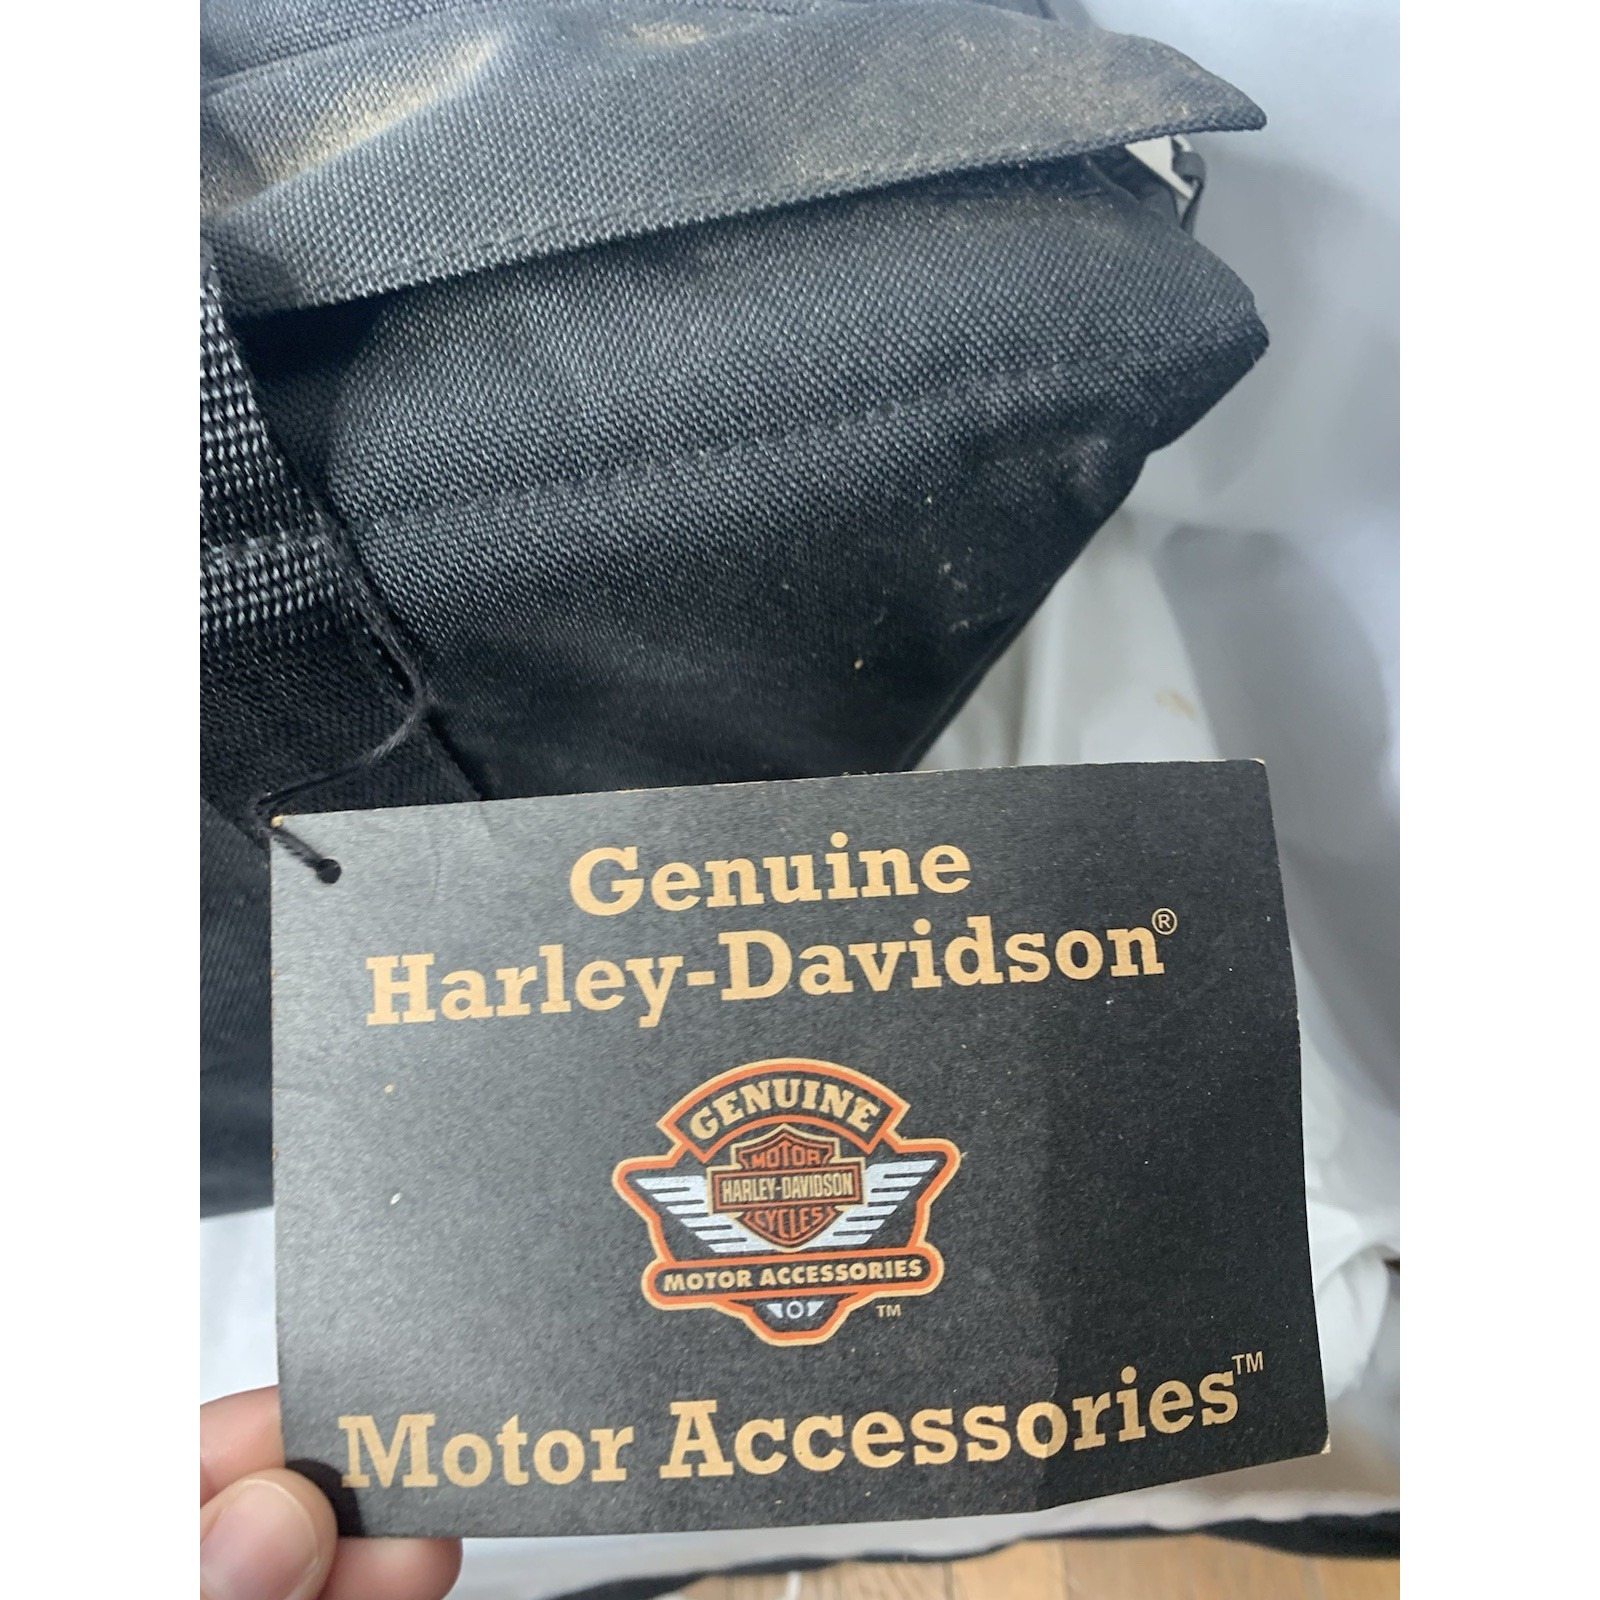 Genuine
Harley-Davidson®
GENUINE
MOTOR
HARLEY-DAVIDSON
CYCLES
MOTOR ACCESSORIES
TM
Motor Accessories™